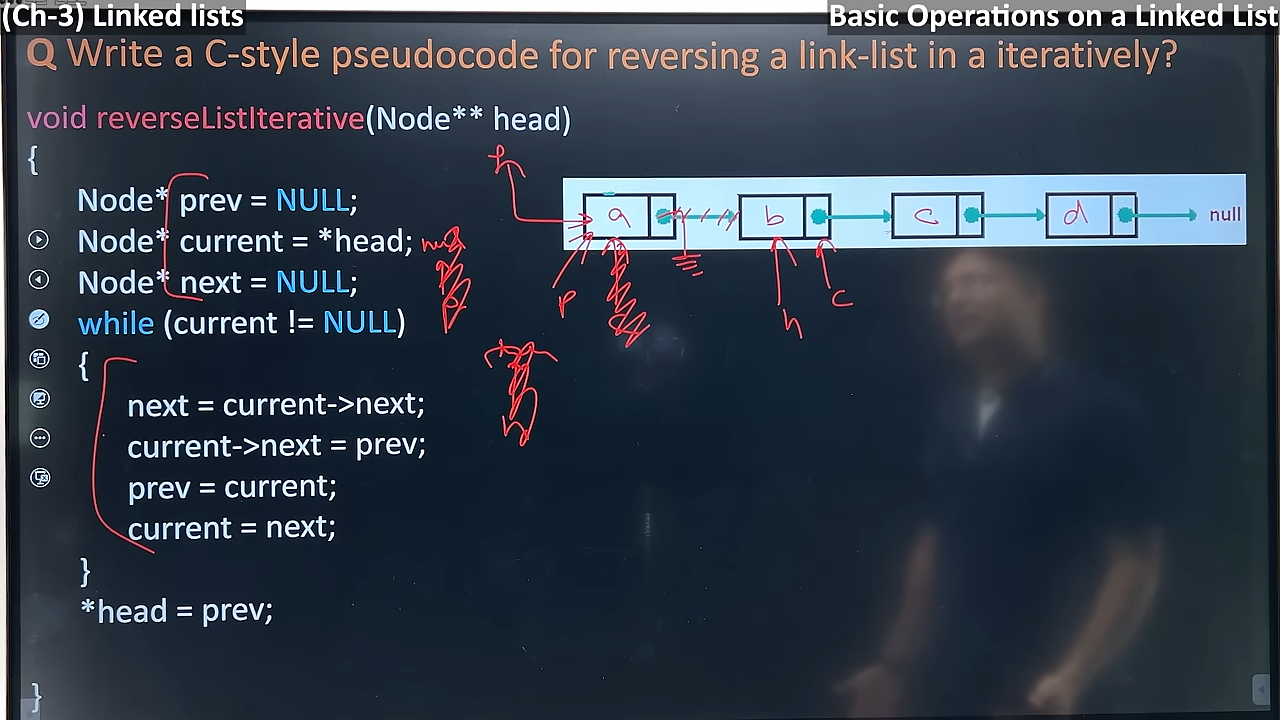 (Ch-3) Linked lists
Basic Operations on a Linked List
Q Write a C-style pseudocode for reversing a link-list in a iteratively?
void reverseListIterative(Node** head)
{
Node* prev = NULL;
Node* current = *head;
Node* next = NULL;
while (current != NULL)
{
next = current->next;
current->next = prev;
prev = current;
current = next;
}
*head = prev;
}
a b c d null
p h c